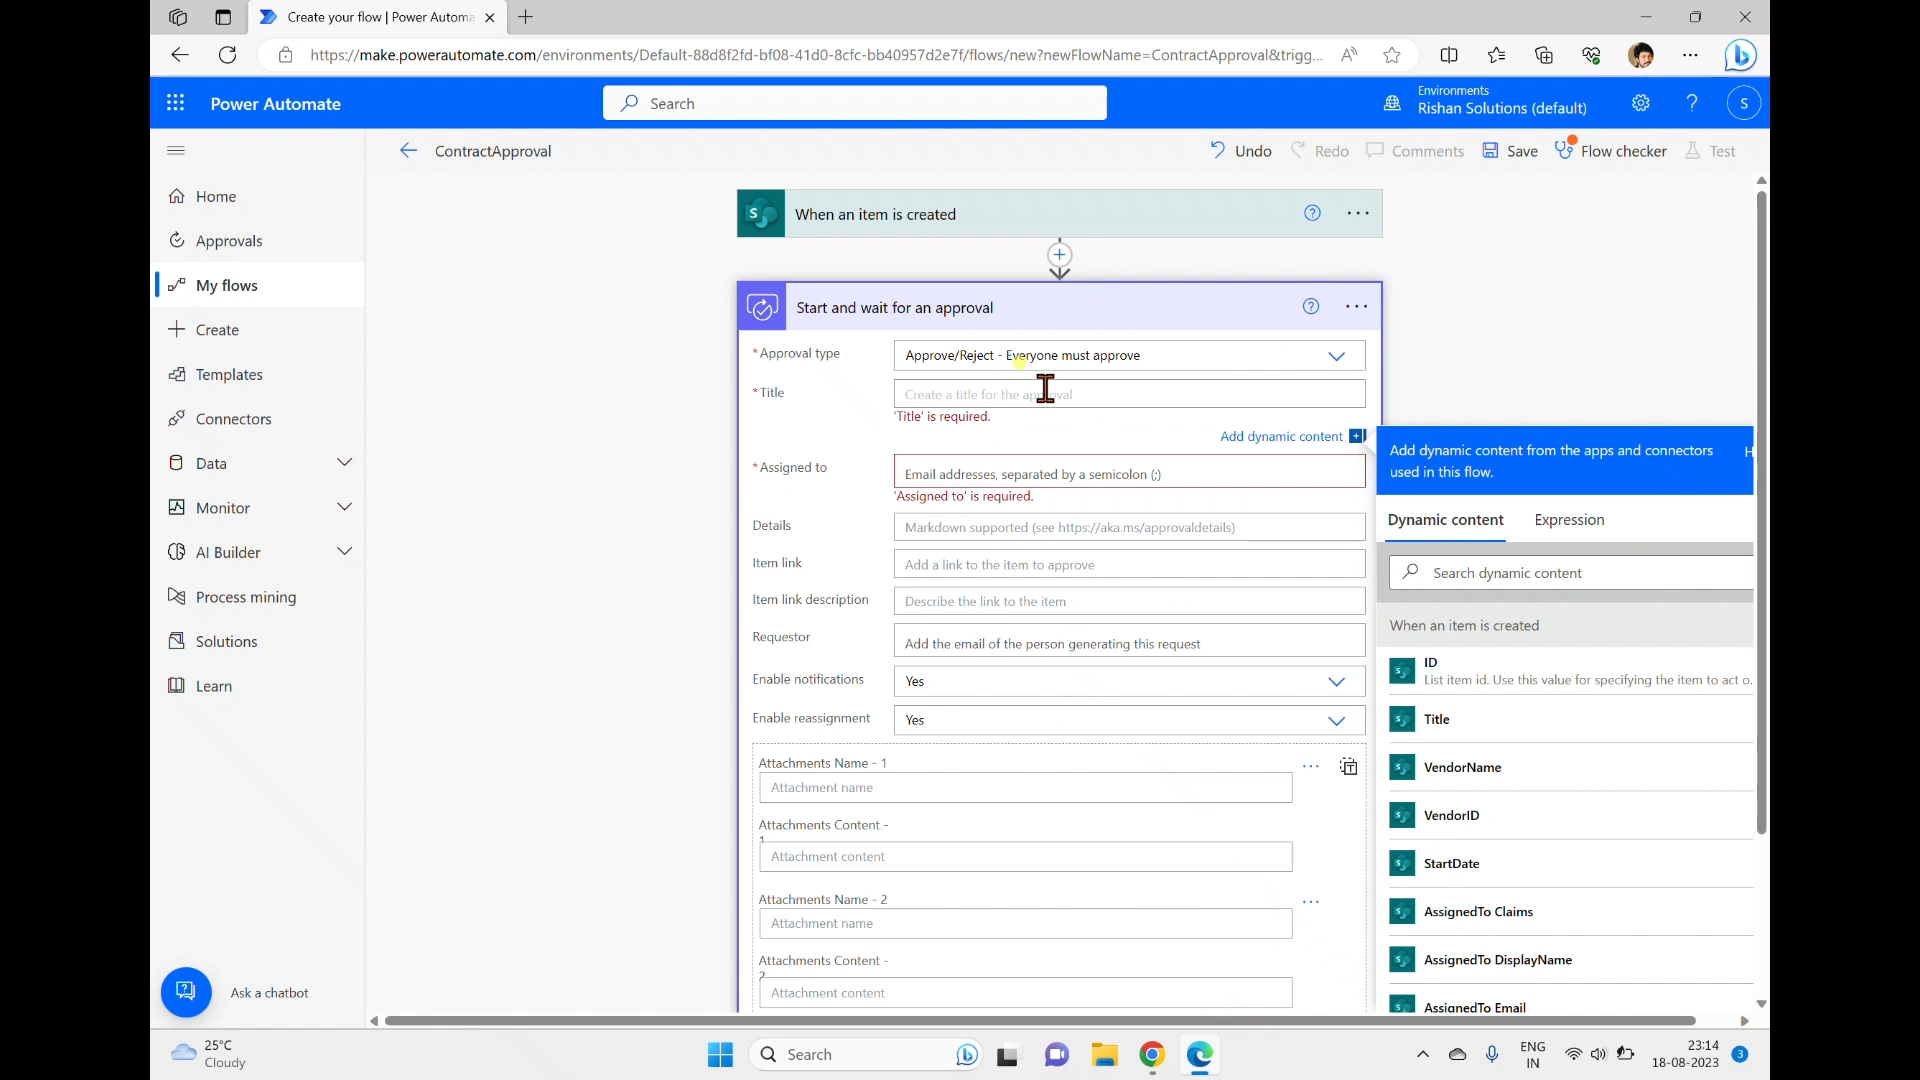 Create your flow | Power Automa
https://make.powerautomate.com/environments/Default-88d8f2fd-bf08-41d0-8cfc-bb40957d2e7f/flows/new?newFlowName=ContractApproval&trigg...
Power Automate
Search
Environments
Rishan Solutions (default)
S
ContractApproval
Undo
Redo
Comments
Save
Flow checker
Test
Home
Approvals
My flows
Create
Templates
Connectors
Data
Monitor
AI Builder
Process mining
Solutions
Learn
Ask a chatbot
When an item is created
Start and wait for an approval
* Approval type
Approve/Reject - Everyone must approve
* Title
Create a title for the approval
'Title' is required.
Add dynamic content
* Assigned to
Email addresses, separated by a semicolon (;)
'Assigned to' is required.
Details
Markdown supported (see https://aka.ms/approvaldetails)
Item link
Add a link to the item to approve
Item link description
Describe the link to the item
Requestor
Add the email of the person generating this request
Enable notifications
Yes
Enable reassignment
Yes
Attachments Name - 1
Attachment name
Attachments Content -
1
Attachment content
Attachments Name - 2
Attachment name
Attachments Content -
2
Attachment content
Add dynamic content from the apps and connectors
used in this flow.
H
Dynamic content
Expression
Search dynamic content
When an item is created
ID
List item id. Use this value for specifying the item to act o.
Title
VendorName
VendorID
StartDate
AssignedTo Claims
AssignedTo DisplayName
AssignedTo Email
25°C
Cloudy
Search
ENG
IN
23:14
18-08-2023
3